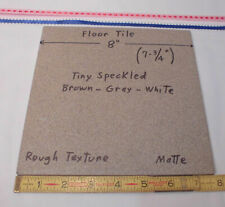 Floor Tile
8"
(7-3/4")
Tiny Speckled
Brown - Gray - White
Rough Texture
Matte
1 2 3 4 5 6 7 8